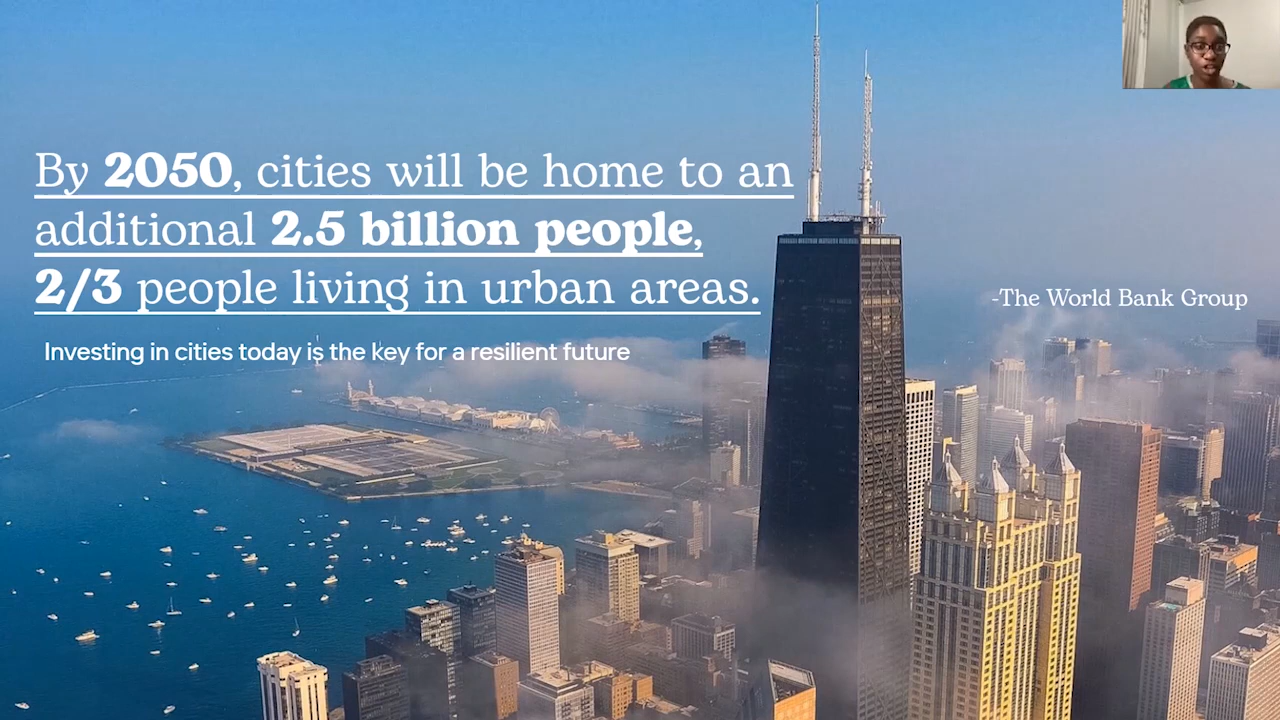 By 2050, cities will be home to an
additional 2.5 billion people,
2/3 people living in urban areas.
-The World Bank Group
Investing in cities today is the key for a resilient future